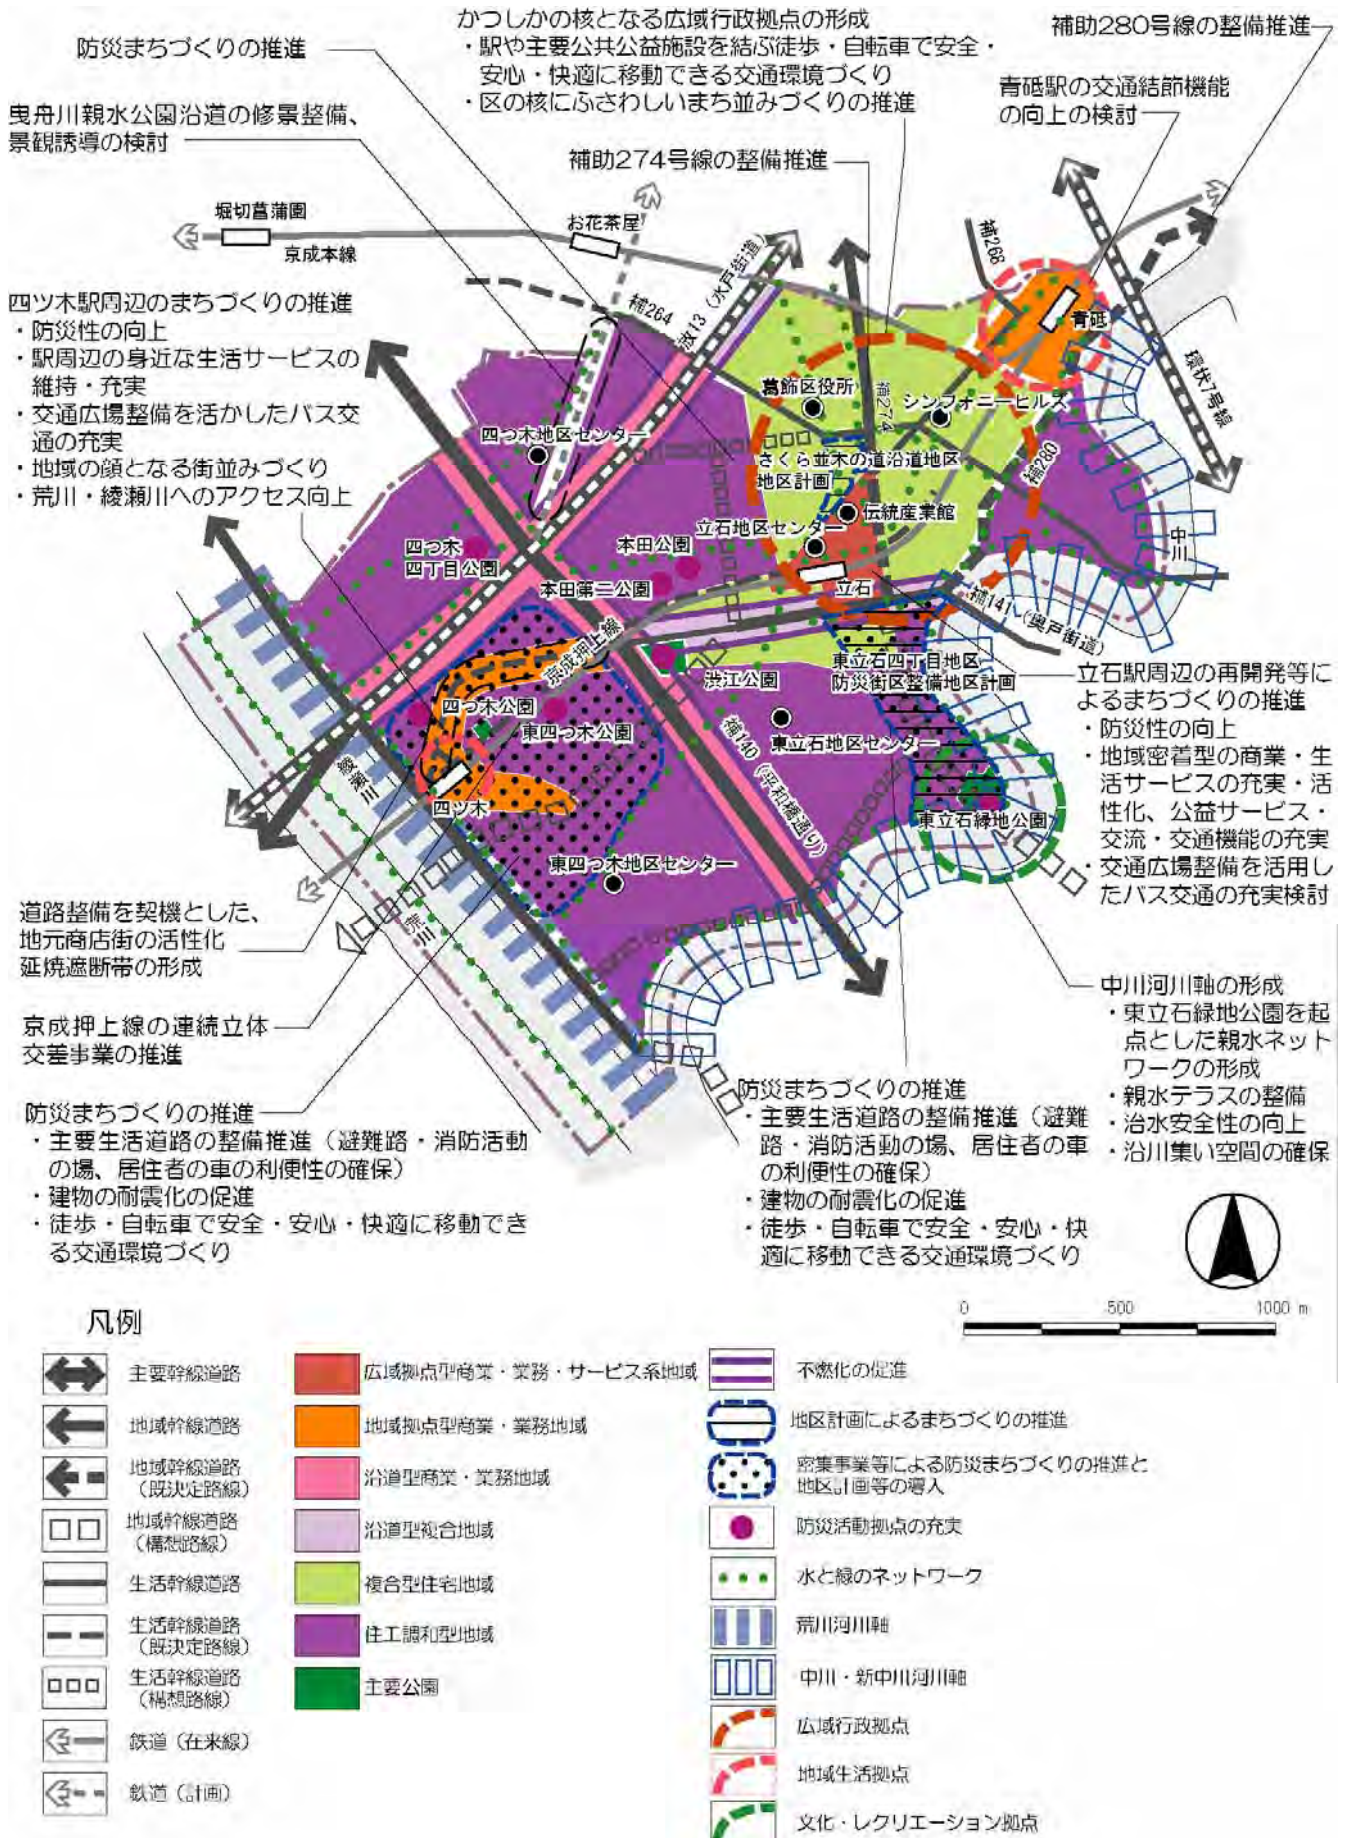 かつしかの核となる広域行政拠点の形成
・駅や主要公共公益施設を結ぶ徒歩・自転車で安全・
安心・快適に移動できる交通環境づくり
・区の核にふさわしいまち並みづくりの推進
防災まちづくりの推進
補助280号線の整備推進
青砥駅の交通結節機能
の向上の検討
曳舟川親水公園沿道の修景整備、
景観誘導の検討
補助274号線の整備推進
堀切菖蒲園
京成本線
お花茶屋
補268
青砥
環状7号線
四ツ木駅周辺のまちづくりの推進
・防災性の向上
・駅周辺の身近な生活サービスの
維持・充実
・交通広場整備を活かしたバス交
通の充実
・地域の顔となる街並みづくり
・荒川・綾瀬川へのアクセス向上
補264
放13（水戸街道）
葛飾区役所
補274
シンフォニーヒルズ
四つ木地区センター
さくら並木の道沿道地区
地区計画
補280
伝統産業館
立石地区センター
中川
四つ木
四丁目公園
本田公園
本田第二公園
立石
補141（奥戸街道）
京成押上線
渋江公園
東立石四丁目地区
防災街区整備地区計画
四つ木公園
東四つ木公園
補140（平和橋通り）
東立石地区センター
綾瀬川
四ツ木
東立石緑地公園
東四つ木地区センター
荒川
立石駅周辺の再開発等に
よるまちづくりの推進
・防災性の向上
・地域密着型の商業・生
活サービスの充実・活
性化、公益サービス・
交流・交通機能の充実
・交通広場整備を活用し
たバス交通の充実検討
道路整備を契機とした、
地元商店街の活性化
延焼遮断帯の形成
京成押上線の連続立体
交差事業の推進
中川河川軸の形成
・東立石緑地公園を起
点とした親水ネット
ワークの形成
・親水テラスの整備
・治水安全性の向上
・沿川集い空間の確保
防災まちづくりの推進
・主要生活道路の整備推進（避難路・消防活動
の場、居住者の車の利便性の確保）
・建物の耐震化の促進
・徒歩・自転車で安全・安心・快適に移動でき
る交通環境づくり
防災まちづくりの推進
・主要生活道路の整備推進（避難
路・消防活動の場、居住者の車
の利便性の確保）
・建物の耐震化の促進
・徒歩・自転車で安全・安心・快
適に移動できる交通環境づくり
0 500 1000 m
凡例
主要幹線道路
地域幹線道路
地域幹線道路
（既決定路線）
地域幹線道路
（構想路線）
生活幹線道路
生活幹線道路
（既決定路線）
生活幹線道路
（構想路線）
鉄道（在来線）
鉄道（計画）
広域拠点型商業・業務・サービス系地域
地域拠点型商業・業務地域
沿道型商業・業務地域
沿道型複合地域
複合型住宅地域
住工調和型地域
主要公園
不燃化の促進
地区計画によるまちづくりの推進
密集事業等による防災まちづくりの推進と
地区計画等の導入
防災活動拠点の充実
水と緑のネットワーク
荒川河川軸
中川・新中川河川軸
広域行政拠点
地域生活拠点
文化・レクリエーション拠点